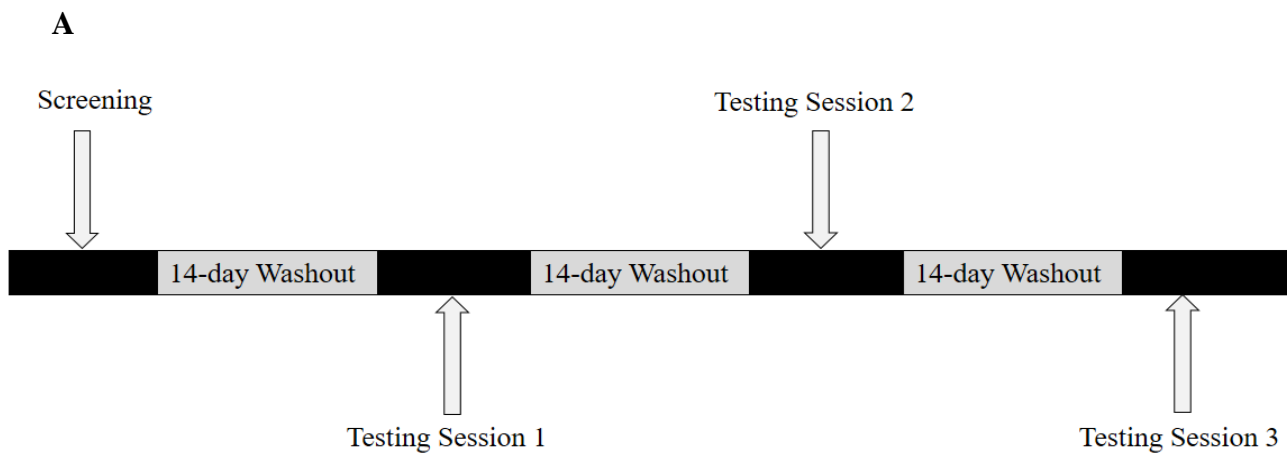 A
Screening
Testing Session 2
14-day Washout
14-day Washout
14-day Washout
Testing Session 1
Testing Session 3